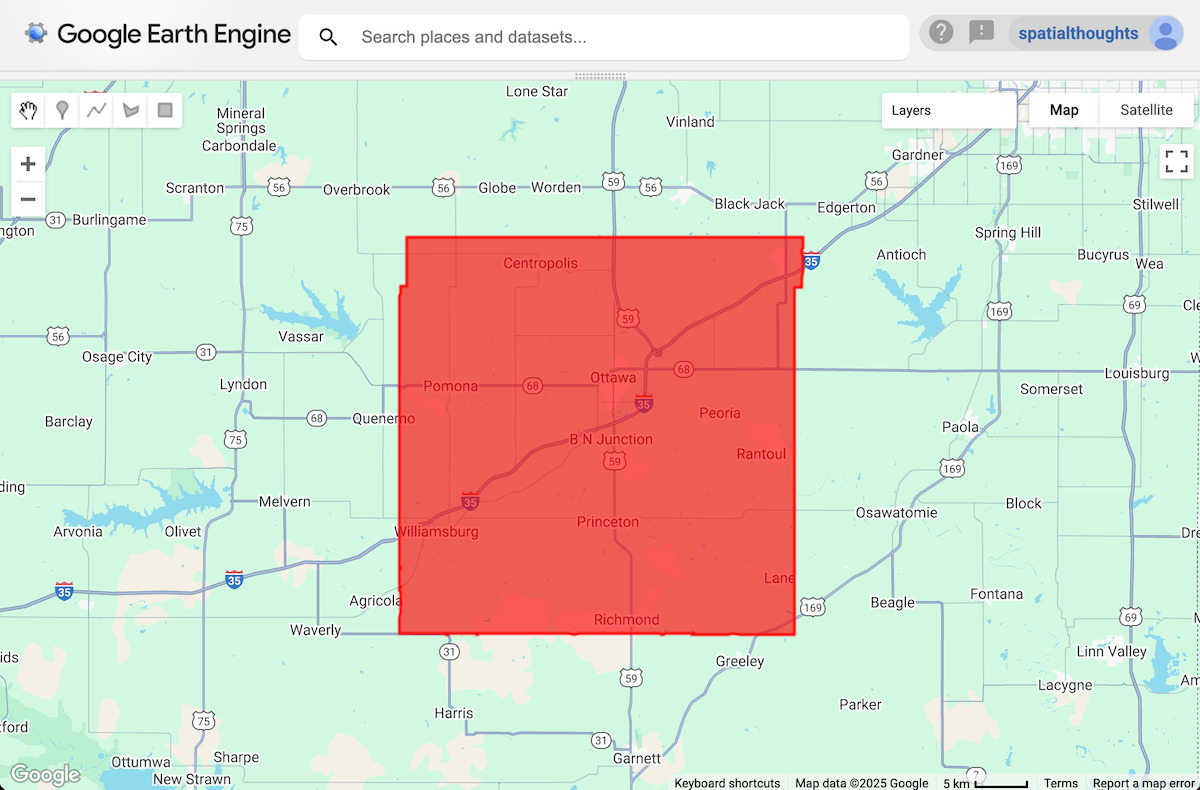 Google Earth Engine
Search places and datasets...
spatialthoughts
Layers
Map
Satellite
Lone Star
Mineral
Springs
Vinland
Carbondale
Gardner
169
Scranton
56
Overbrook
56
Globe
Worden
59
56
56
Black Jack
Edgerton
Stilwell
31
Burlingame
ngton
75
Spring Hill
Antioch
Bucyrus
Wea
Centropolis
35
69
Cle
169
59
Vassar
56
Osage City
31
68
Louisburg
W
Lyndon
Pomona
68
Ottawa
Somerset
35
Barclay
68
Quenemo
Peoria
Paola
75
B N Junction
Rantoul
59
169
ding
Melvern
35
Block
Osawatomie
Arvonia
Olivet
Williamsburg
Princeton
Dre
35
35
Lane
Agricola
169
Beagle
Fontana
Richmond
69
Waverly
ids
31
Greeley
Linn Valley
59
Lacygne
Am
Parker
Harris
75
tford
31
Ottumwa
Sharpe
Garnett
New Strawn
7
Google
Keyboard shortcuts
Map data ©2025 Google
5 km
Terms
Report a map error